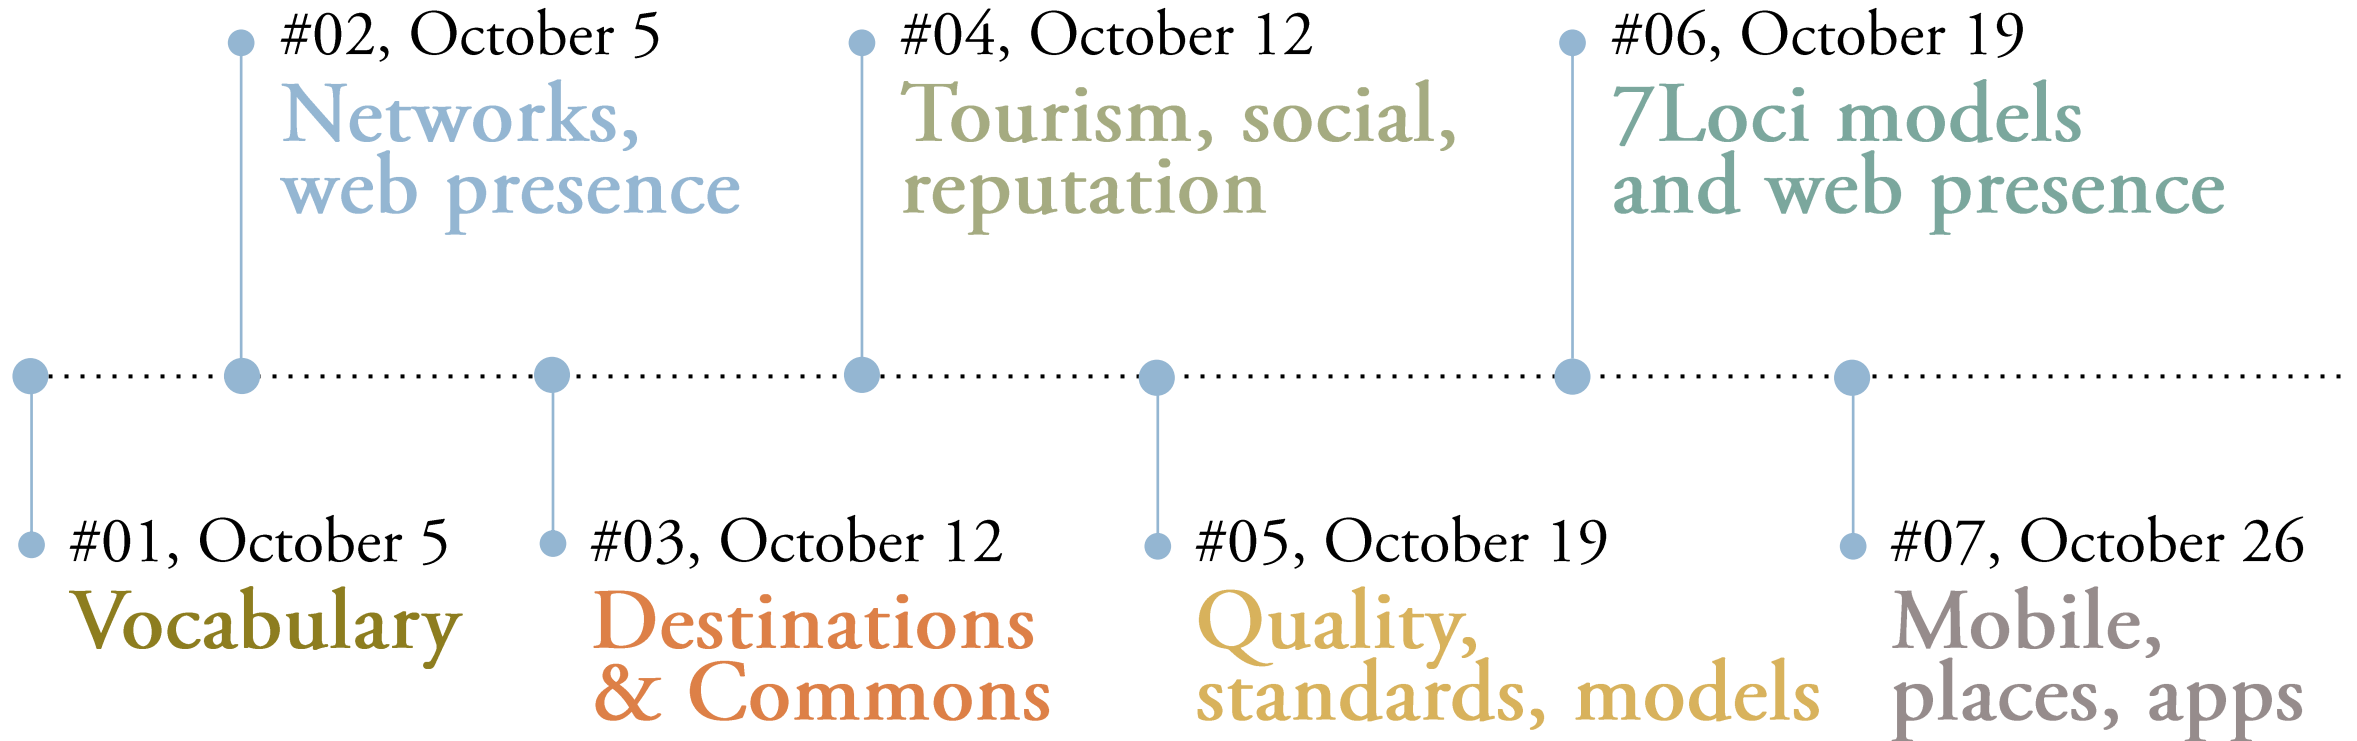 #02, October 5
Networks,
web presence
#04, October 12
Tourism, social,
reputation
#06, October 19
7Loci models
and web presence
#01, October 5
Vocabulary
#03, October 12
Destinations
& Commons
#05, October 19
Quality,
standards, models
#07, October 26
Mobile,
places, apps